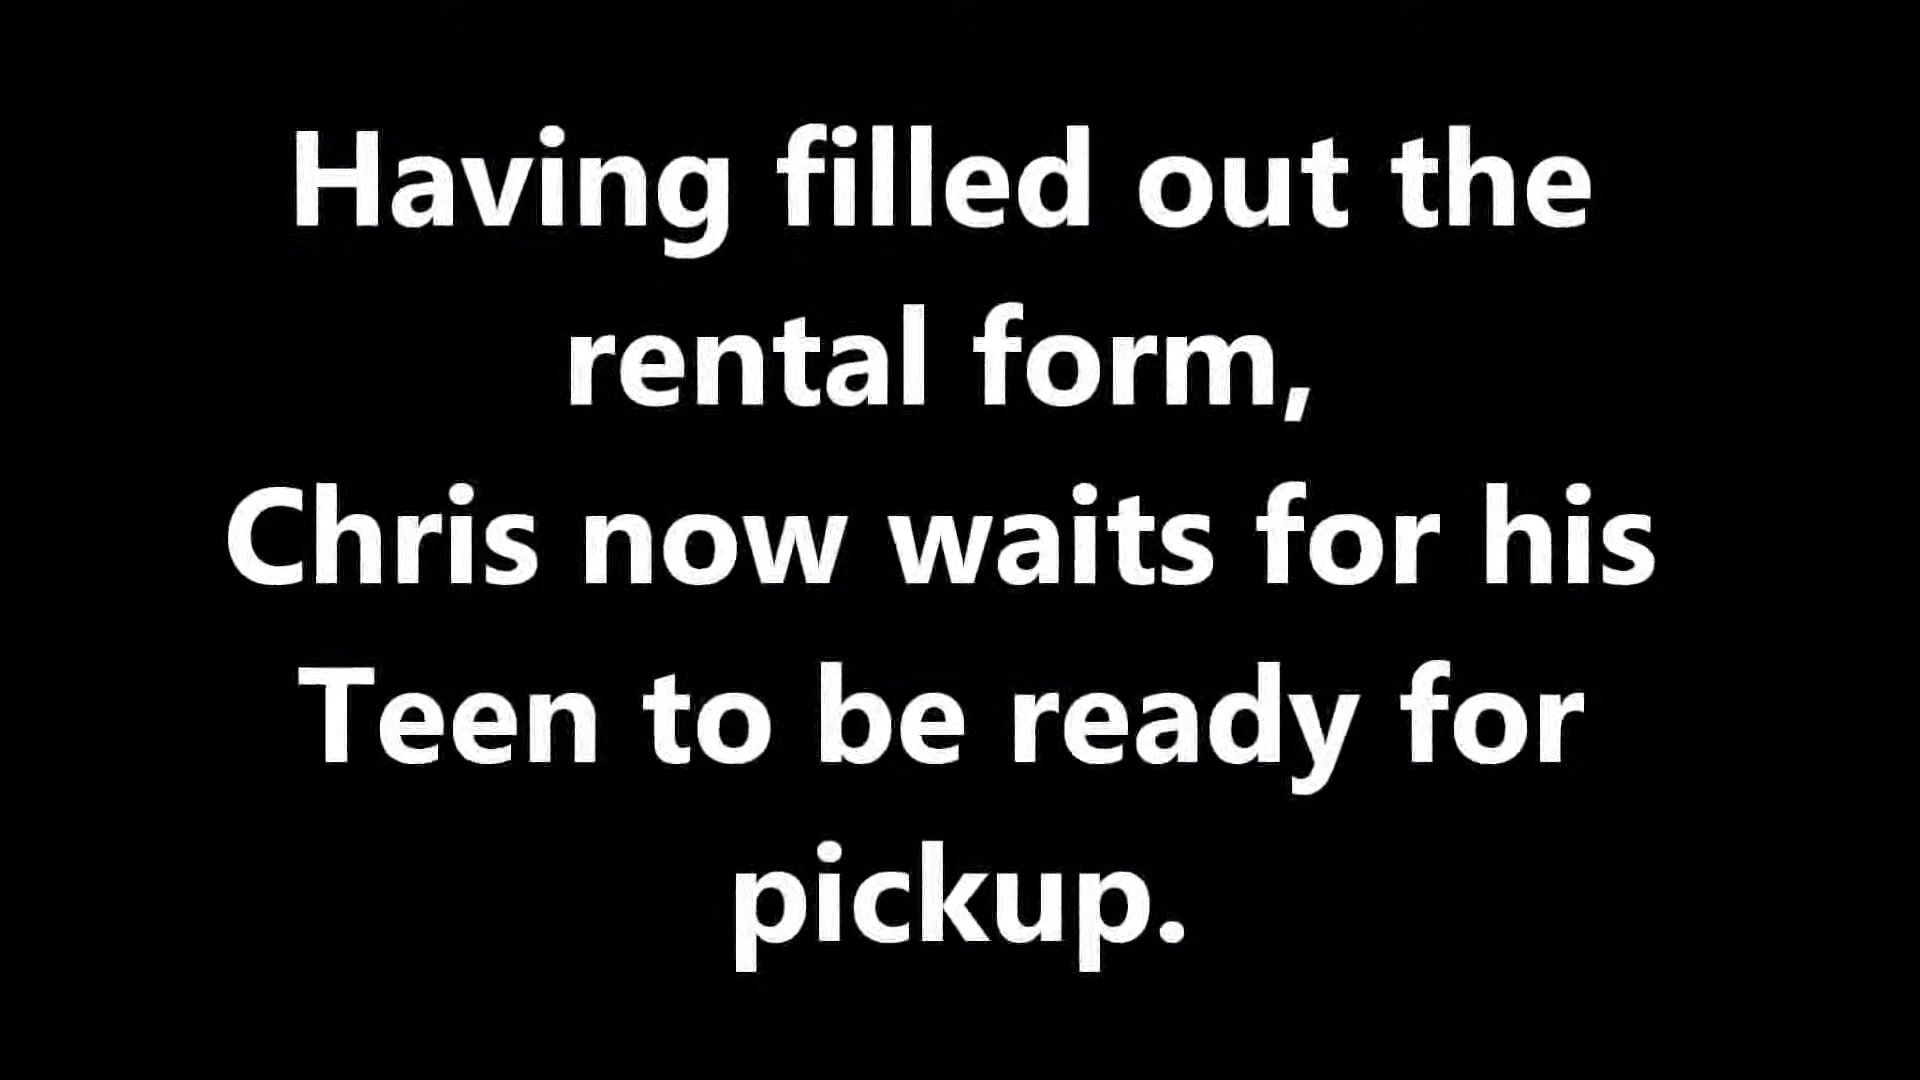 Having filled out the
rental form,
Chris now waits for his
Teen to be ready for
pickup.